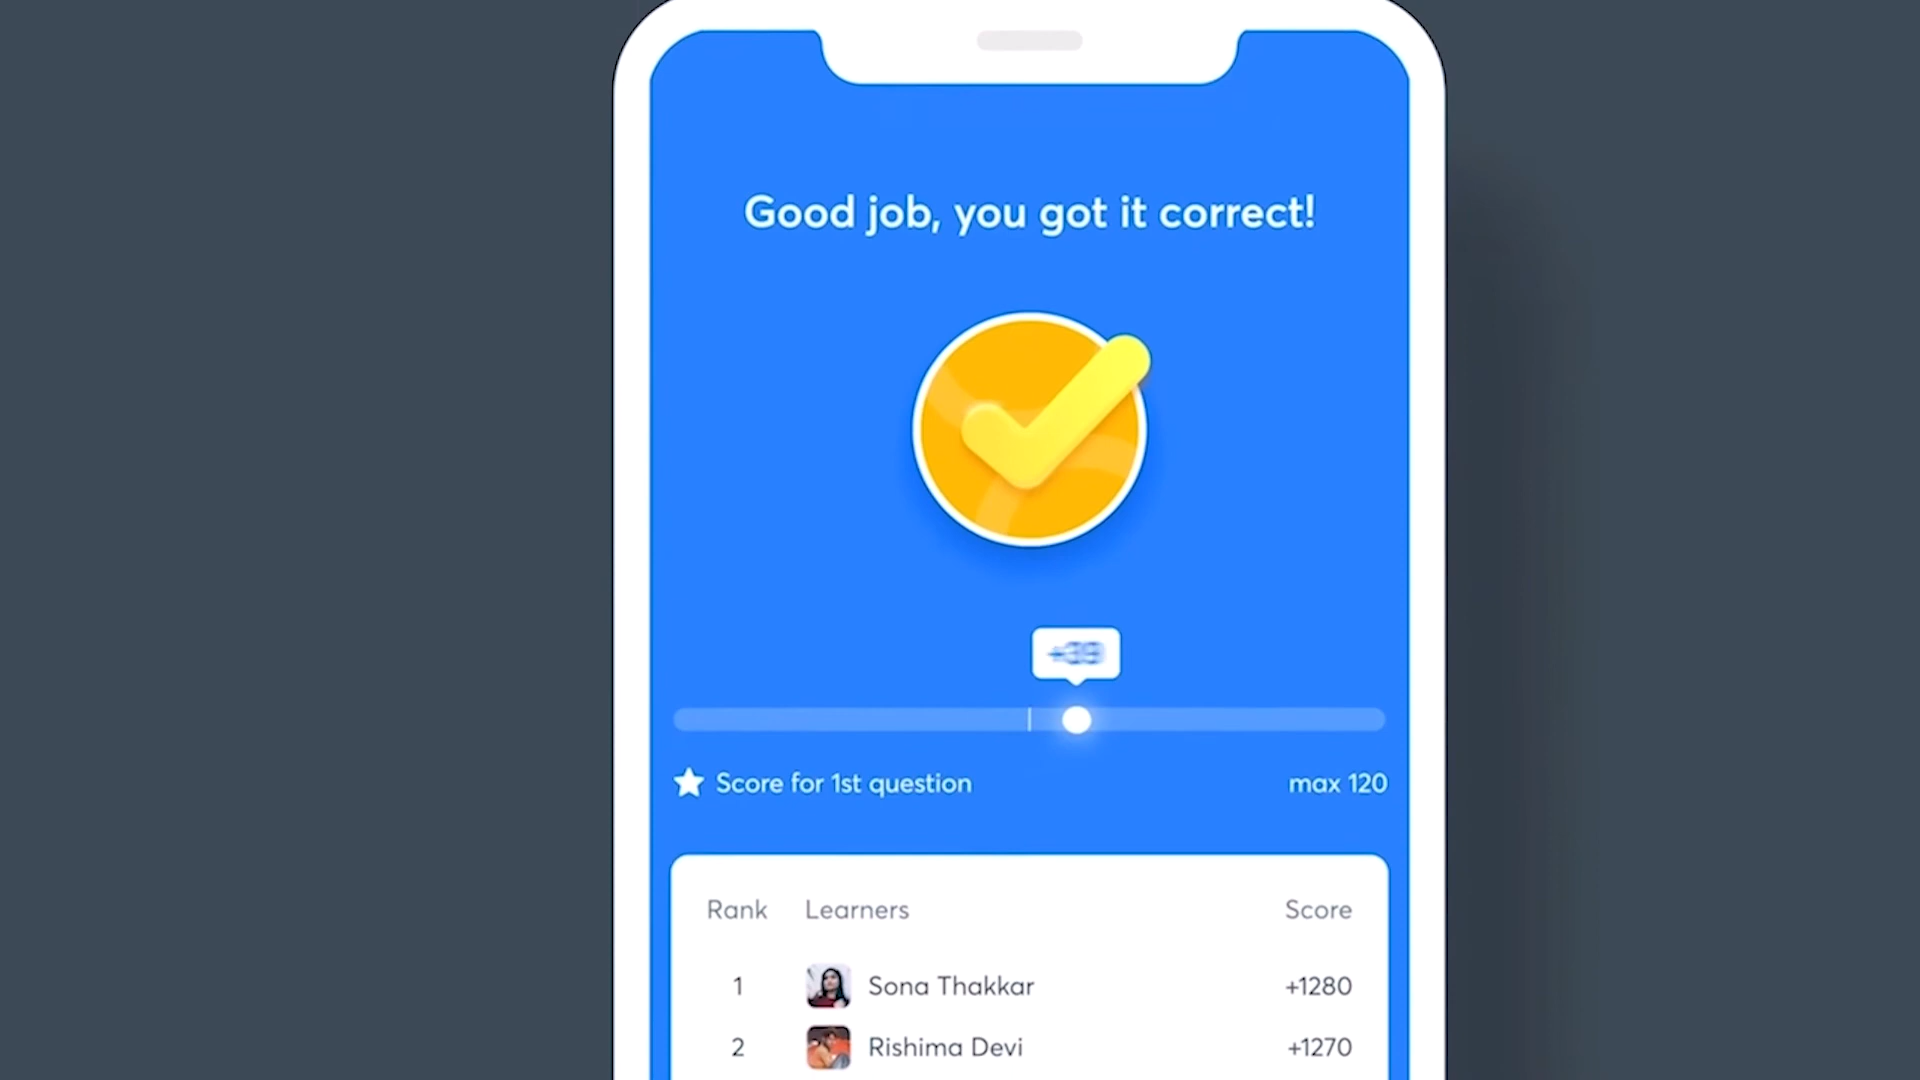 Good job, you got it correct!
Score for 1st question
max 120
Rank Learners Score
1 Sona Thakkar +1280
2 Rishima Devi +1270